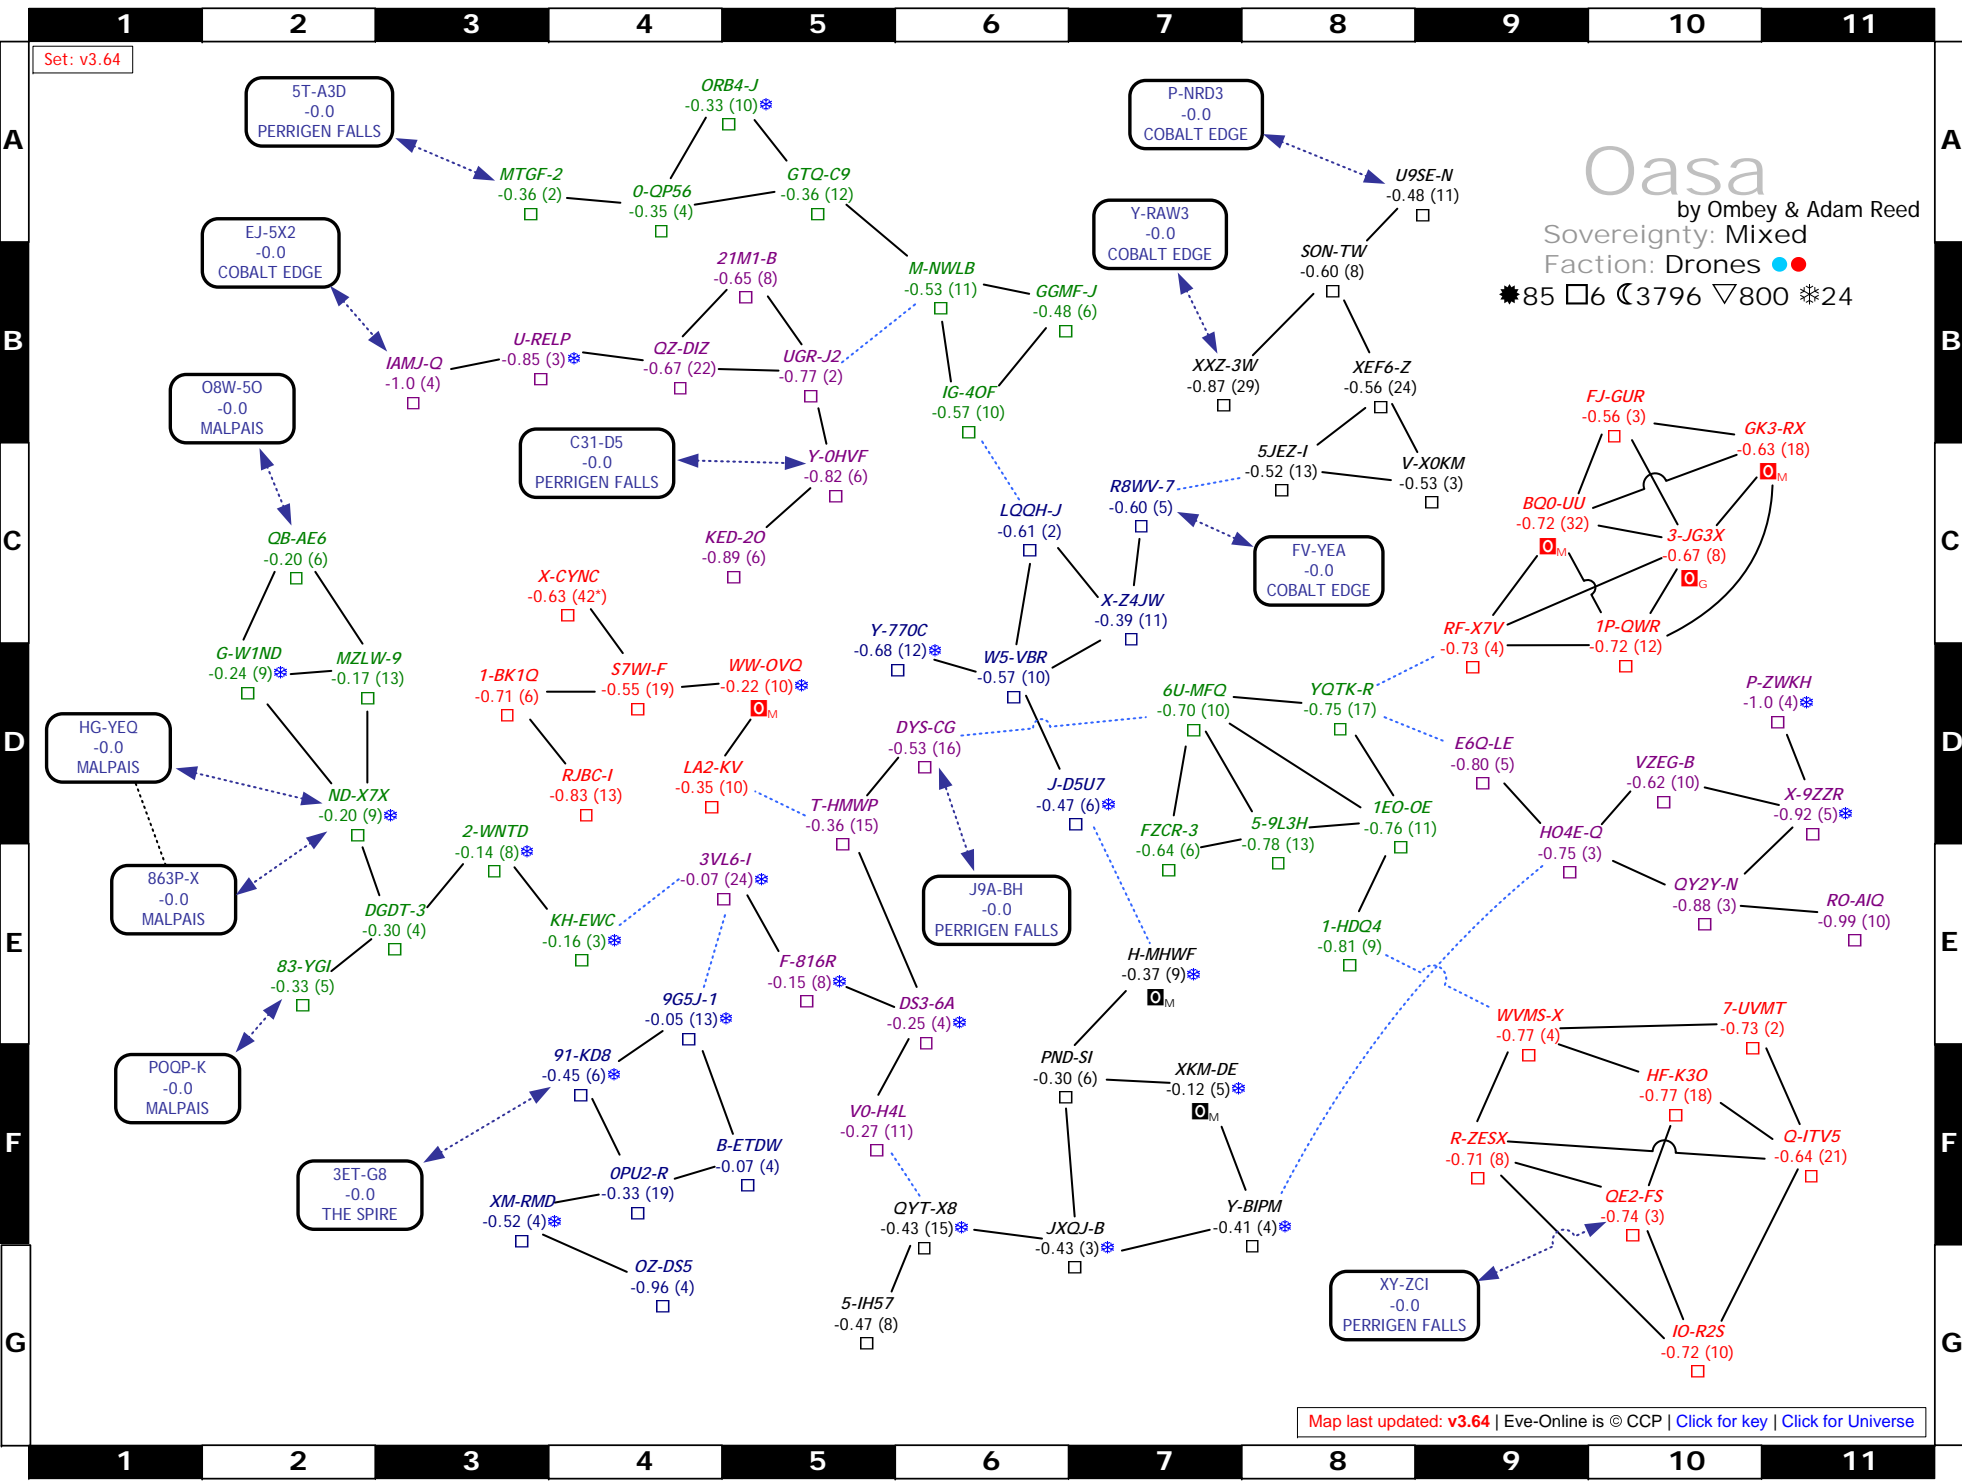 1 2 3 4 5 6 7 8 9 10 11
Set: v3.64
A
A
5T-A3D
-0.0
PERRIGEN FALLS
ORB4-J
-0.33 (10)
P-NRD3
-0.0
COBALT EDGE
MTGF-2
-0.36 (2)
0-QP56
-0.35 (4)
GTQ-C9
-0.36 (12)
U9SE-N
-0.48 (11)
Oasa
by Ombey & Adam Reed
Sovereignty: Mixed
Faction: Drones
85 6 3796 800 24
B
B
EJ-5X2
-0.0
COBALT EDGE
Y-RAW3
-0.0
COBALT EDGE
21M1-B
-0.65 (8)
M-NWLB
-0.53 (11)
GGMF-J
-0.48 (6)
SON-TW
-0.60 (8)
IAMJ-Q
-1.0 (4)
U-RELP
-0.85 (3)
QZ-DIZ
-0.67 (22)
UGR-J2
-0.77 (2)
IG-4OF
-0.57 (10)
XXZ-3W
-0.87 (29)
XEF6-Z
-0.56 (24)
FJ-GUR
-0.56 (3)
GK3-RX
-0.63 (18)
0M
O8W-5O
-0.0
MALPAIS
C31-D5
-0.0
PERRIGEN FALLS
C
C
Y-0HVF
-0.82 (6)
5JEZ-I
-0.52 (13)
V-X0KM
-0.53 (3)
R8WV-7
-0.60 (5)
LQQH-J
-0.61 (2)
BQ0-UU
-0.72 (32)
0M
3-JG3X
-0.67 (8)
0G
QB-AE6
-0.20 (6)
KED-2O
-0.89 (6)
FV-YEA
-0.0
COBALT EDGE
X-CYNC
-0.63 (42*)
X-Z4JW
-0.39 (11)
RF-X7V
-0.73 (4)
1P-QWR
-0.72 (12)
D
D
G-W1ND
-0.24 (9)
MZLW-9
-0.17 (13)
1-BK1Q
-0.71 (6)
S7WI-F
-0.55 (19)
WW-OVQ
-0.22 (10)
0M
Y-770C
-0.68 (12)
W5-VBR
-0.57 (10)
6U-MFQ
-0.70 (10)
YQTK-R
-0.75 (17)
P-ZWKH
-1.0 (4)
HG-YEQ
-0.0
MALPAIS
DYS-CG
-0.53 (16)
E6Q-LE
-0.80 (5)
VZEG-B
-0.62 (10)
ND-X7X
-0.20 (9)
RJBC-I
-0.83 (13)
LA2-KV
-0.35 (10)
T-HMWP
-0.36 (15)
J-D5U7
-0.47 (6)
1EO-OE
-0.76 (11)
X-9ZZR
-0.92 (5)
2-WNTD
-0.14 (8)
FZCR-3
-0.64 (6)
5-9L3H
-0.78 (13)
HO4E-Q
-0.75 (3)
E
E
863P-X
-0.0
MALPAIS
3VL6-I
-0.07 (24)
J9A-BH
-0.0
PERRIGEN FALLS
QY2Y-N
-0.88 (3)
RO-AIQ
-0.99 (10)
DGDT-3
-0.30 (4)
KH-EWC
-0.16 (3)
1-HDQ4
-0.81 (9)
83-YGI
-0.33 (5)
F-816R
-0.15 (8)
H-MHWF
-0.37 (9)
0M
9G5J-1
-0.05 (13)
DS3-6A
-0.25 (4)
WVMS-X
-0.77 (4)
7-UVMT
-0.73 (2)
F
F
POQP-K
-0.0
MALPAIS
91-KD8
-0.45 (6)
PND-SI
-0.30 (6)
XKM-DE
-0.12 (5)
0M
HF-K3O
-0.77 (18)
V0-H4L
-0.27 (11)
B-ETDW
-0.07 (4)
R-ZESX
-0.71 (8)
Q-ITV5
-0.64 (21)
3ET-G8
-0.0
THE SPIRE
0PU2-R
-0.33 (19)
XM-RMD
-0.52 (4)
QYT-X8
-0.43 (15)
JXQJ-B
-0.43 (3)
Y-BIPM
-0.41 (4)
QE2-FS
-0.74 (3)
G
G
OZ-DS5
-0.96 (4)
5-IH57
-0.47 (8)
XY-ZCI
-0.0
PERRIGEN FALLS
IO-R2S
-0.72 (10)
Map last updated: v3.64 | Eve-Online is © CCP | Click for key | Click for Universe
1 2 3 4 5 6 7 8 9 10 11